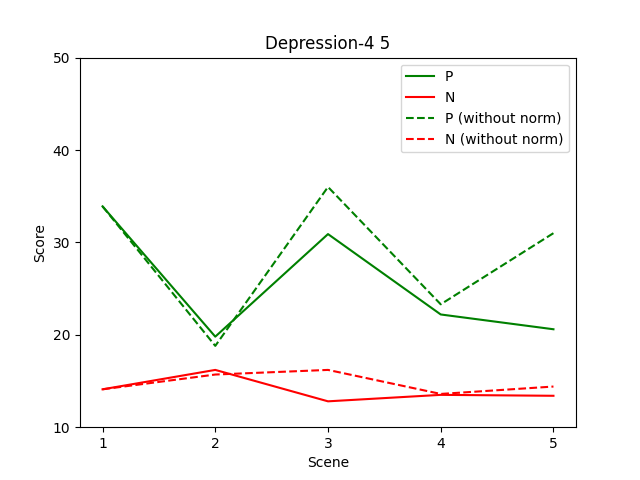 Depression-4 5
50
40
30
20
10
Score
P
N
P (without norm)
N (without norm)
1 2 3 4 5
Scene